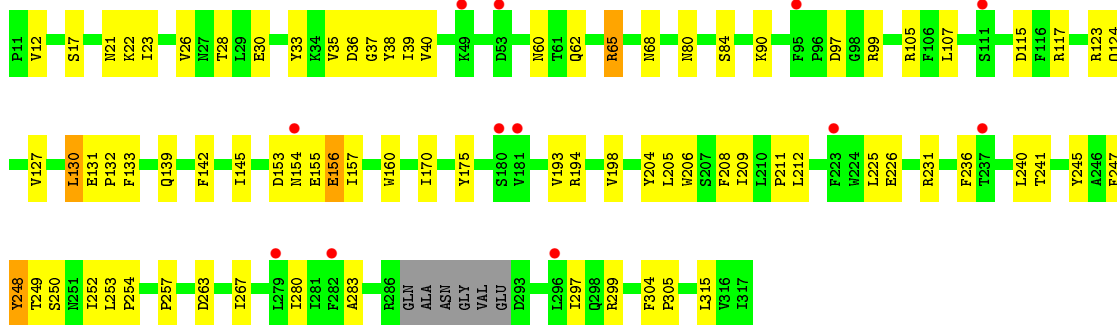 P11 V12 S17 N21 K22 I23 V26 N27 T28 L29 E30 Y33 K34 V35 D36 G37 Y38 I39 V40 K49 D53 N60 T61 Q62 R65 N68 N80 S84 K90 F95 P96 D97 G98 R99 R105 F106 L107 S111 D115 F116 R117 R123 Q124
V127 L130 E131 P132 F133 Q139 F142 I145 D153 N154 E155 E156 I157 W160 I170 Y175 S180 V181 V193 R194 V198 Y204 L205 W206 S207 F208 I209 L210 P211 L212 F223 W224 L225 E226 R231 F236 T237 L240 T241 Y245 A246 F247
Y248 T249 S250 N251 I252 L253 P254 P257 D263 I267 L279 I280 I281 F282 A283 R286 GLN ALA ASN GLY VAL GLU D293 L296 I297 Q298 R299 F304 P305 L315 V316 I317